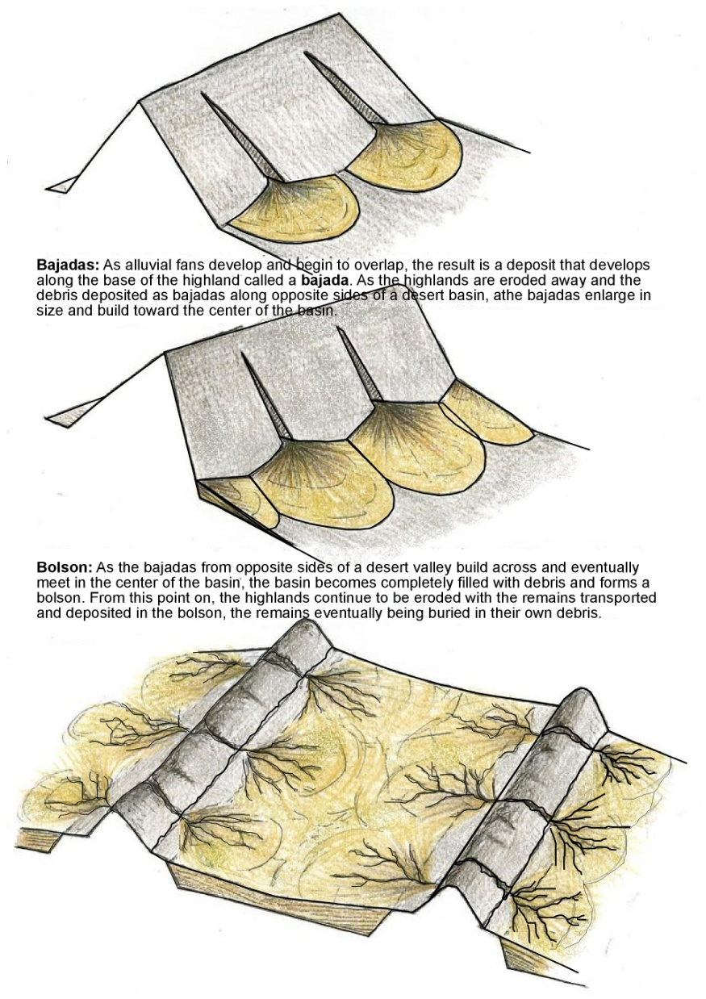 Bajadas: As alluvial fans develop and begin to overlap, the result is a deposit that develops
along the base of the highland called a bajada. As the highlands are eroded away and the
debris deposited as bajadas along opposite sides of a desert basin, athe bajadas enlarge in
size and build toward the center of the basin.
Bolson: As the bajadas from opposite sides of a desert valley build across and eventually
meet in the center of the basin, the basin becomes completely filled with debris and forms a
bolson. From this point on, the highlands continue to be eroded with the remains transported
and deposited in the bolson, the remains eventually being buried in their own debris.